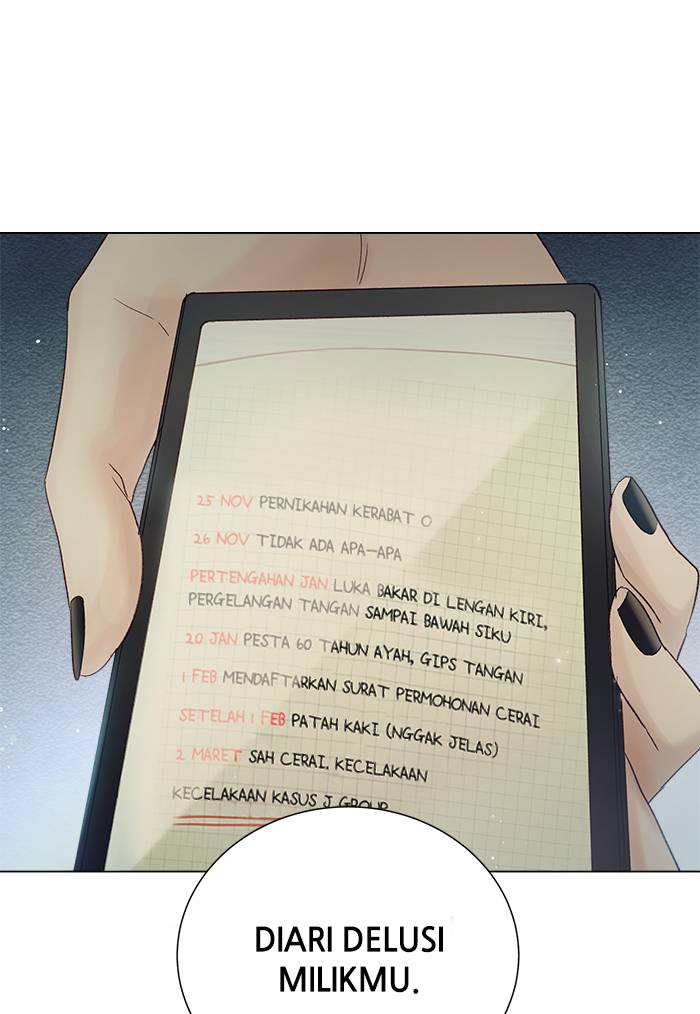 25 NOV PERNIKAHAN KERABAT O
26 NOV TIDAK ADA APA-APA
PERTENGAHAN JAN LUKA BAKAR DI LENGAN KIRI,
PERGELANGAN TANGAN SAMPAI BAWAH SIKU
20 JAN PESTA 60 TAHUN AYAH, GIPS TANGAN
1 FEB MENDAFTARKAN SURAT PERMOHONAN CERAI
SETELAH 1 FEB PATAH KAKI (NGGAK JELAS)
2 MARET SAH CERAI. KECELAKAAN
KECELAKAAN KASUS J GROUP
DIARI DELUSI
MILIKMU.